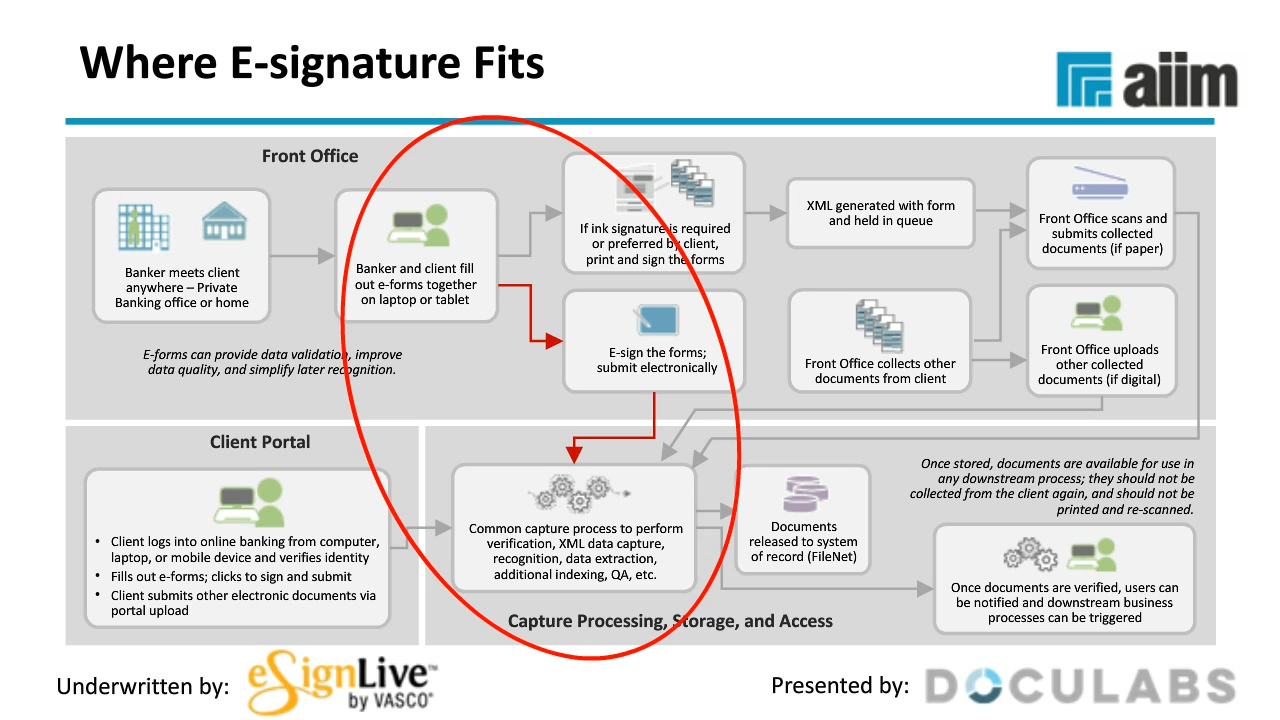 Where E-signature Fits
aiim
Front Office
Banker meets client
anywhere – Private
Banking office or home
Banker and client fill
out e-forms together
on laptop or tablet
If ink signature is required
or preferred by client,
print and sign the forms
XML generated with form
and held in queue
Front Office scans and
submits collected
documents (if paper)
E-sign the forms;
submit electronically
Front Office collects other
documents from client
Front Office uploads
other collected
documents (if digital)
E-forms can provide data validation, improve
data quality, and simplify later recognition.
Client Portal
• Client logs into online banking from computer,
laptop, or mobile device and verifies identity
• Fills out e-forms; clicks to sign and submit
• Client submits other electronic documents via
portal upload
Common capture process to perform
verification, XML data capture,
recognition, data extraction,
additional indexing, QA, etc.
Documents
released to system
of record (FileNet)
Once stored, documents are available for use in
any downstream process; they should not be
collected from the client again, and should not be
printed and re-scanned.
Once documents are verified, users can
be notified and downstream business
processes can be triggered
Capture Processing, Storage, and Access
Underwritten by:
eSignLive™
by VASCO®
Presented by:
DOCULABS